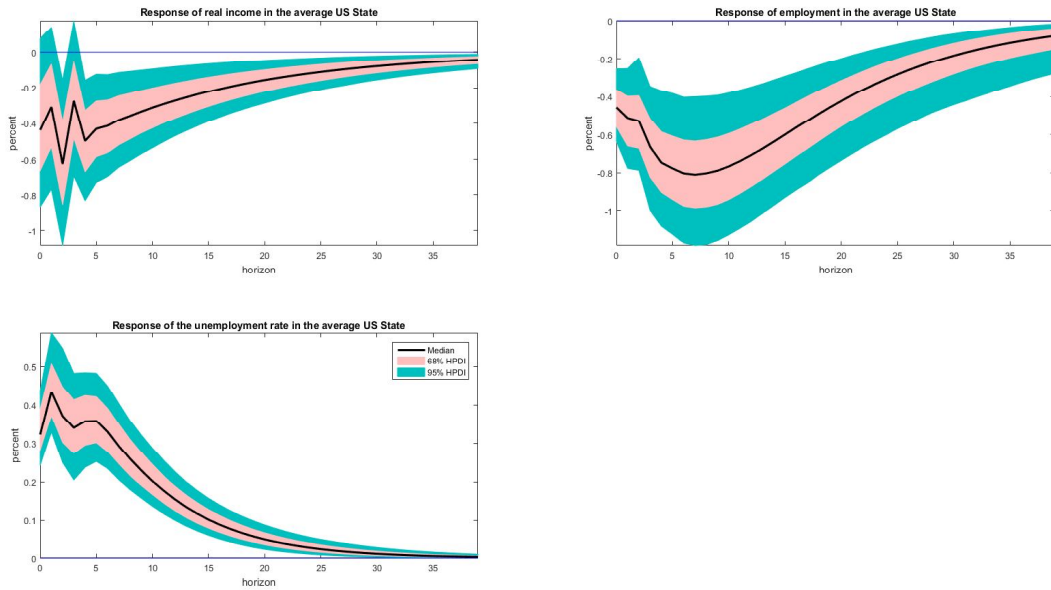 Response of real income in the average US State
percent
0
-0.2
-0.4
-0.6
-0.8
-1
0 5 10 15 20 25 30 35
horizon
Response of employment in the average US State
percent
0
-0.2
-0.4
-0.6
-0.8
-1
0 5 10 15 20 25 30 35
horizon
Response of the unemployment rate in the average US State
percent
0.5
0.4
0.3
0.2
0.1
0
0 5 10 15 20 25 30 35
horizon
Median
68% HPDI
95% HPDI